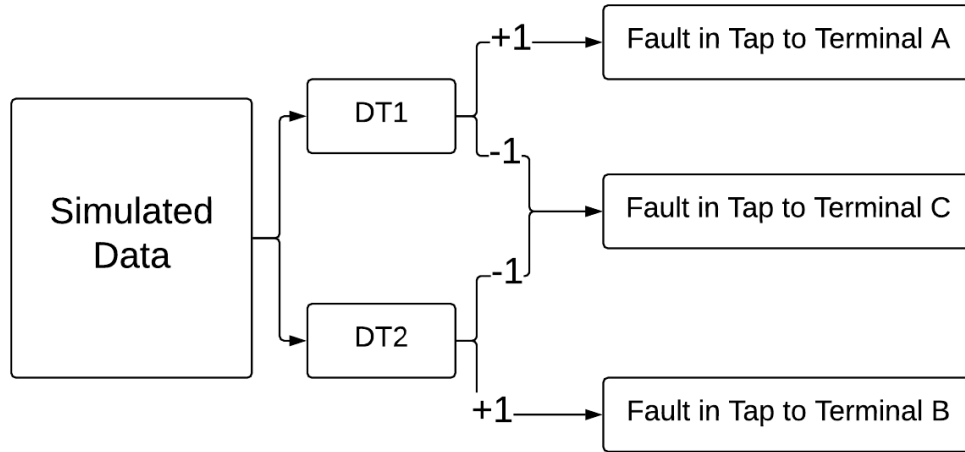 +1
Fault in Tap to Terminal A
DT1
-1
Simulated
Data
Fault in Tap to Terminal C
-1
DT2
+1
Fault in Tap to Terminal B